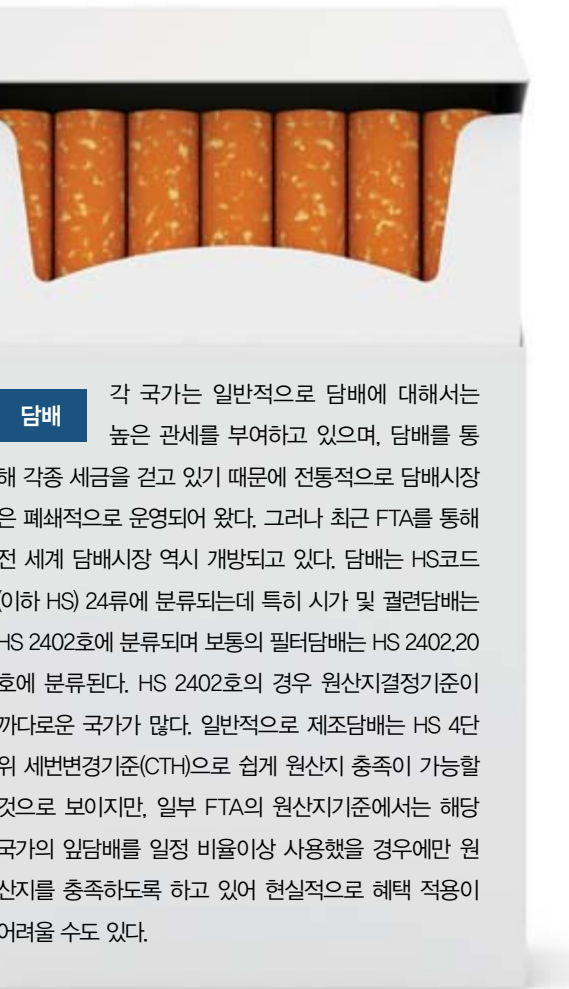 담배
각 국가는 일반적으로 담배에 대해서는
높은 관세를 부여하고 있으며, 담배를 통
해 각종 세금을 걷고 있기 때문에 전통적으로 담배시장
은 폐쇄적으로 운영되어 왔다. 그러나 최근 FTA를 통해
전 세계 담배시장 역시 개방되고 있다. 담배는 HS코드
(이하 HS) 24류에 분류되는데 특히 시가 및 궐련담배는
HS 2402호에 분류되며 보통의 필터담배는 HS 2402.20
호에 분류된다. HS 2402호의 경우 원산지결정기준이
까다로운 국가가 많다. 일반적으로 제조담배는 HS 4단
위 세번변경기준(CTH)으로 쉽게 원산지 충족이 가능할
것으로 보이지만, 일부 FTA의 원산지기준에서는 해당
국가의 잎담배를 일정 비율이상 사용했을 경우에만 원
산지를 충족하도록 하고 있어 현실적으로 혜택 적용이
어려울 수도 있다.